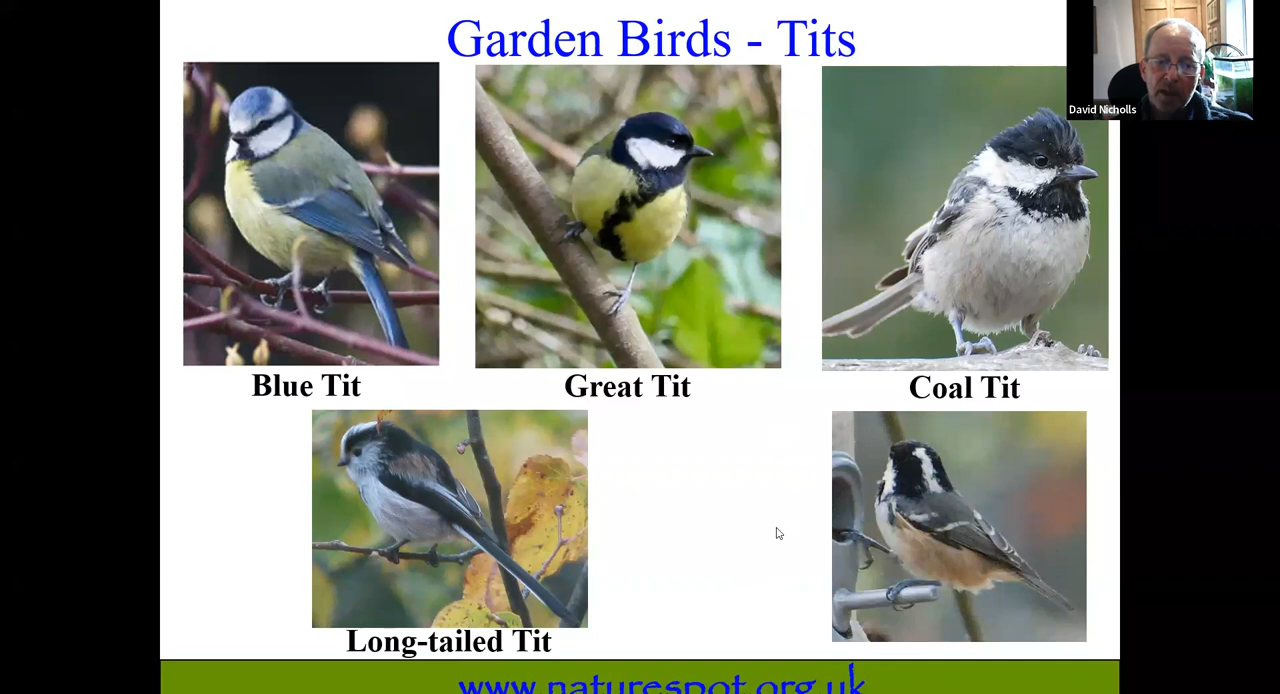 Garden Birds - Tits
David Nicholls
Blue Tit
Great Tit
Coal Tit
Long-tailed Tit
www.naturespot.org.uk